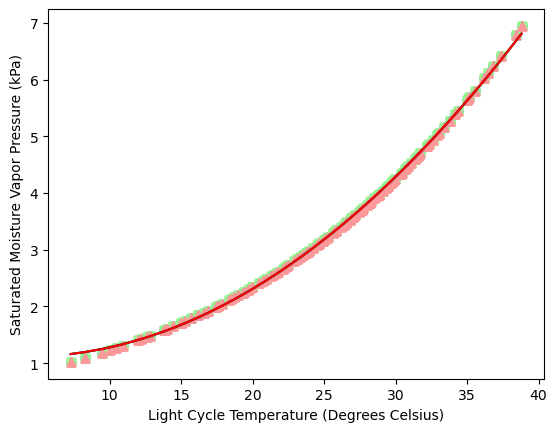 7
6
5
4
3
2
1
Saturated Moisture Vapor Pressure (kPa)
10 15 20 25 30 35 40
Light Cycle Temperature (Degrees Celsius)